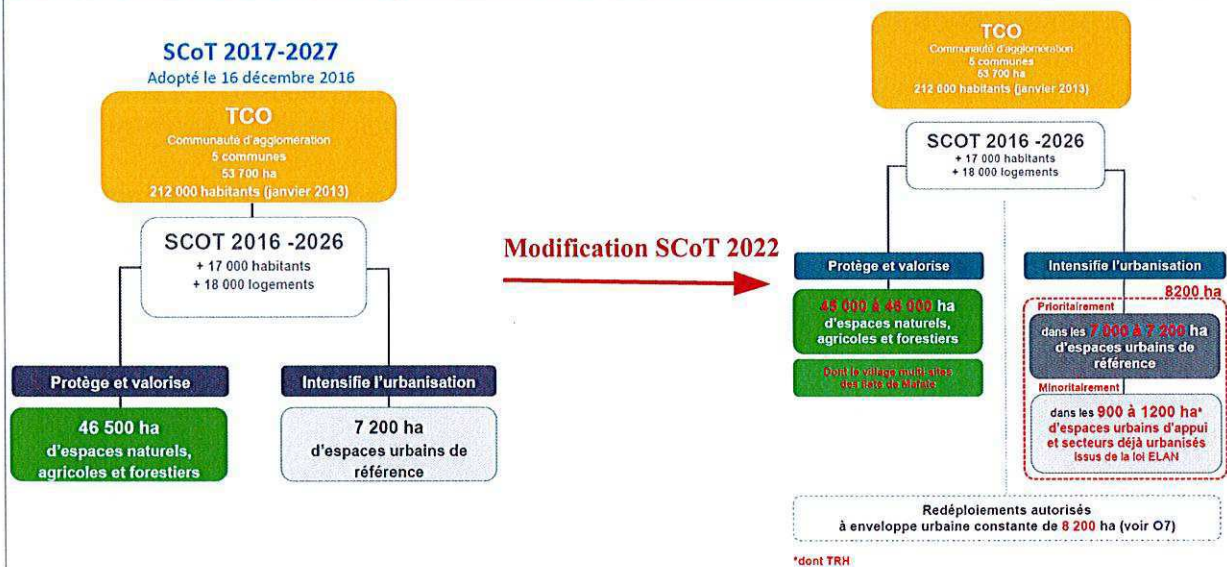 SCoT 2017-2027
Adopté le 16 décembre 2016
TCO
Communauté d'agglomération
5 communes
53 700 ha
212 000 habitants (janvier 2013)
SCOT 2016 -2026
+ 17 000 habitants
+ 18 000 logements
Protège et valorise
46 500 ha
d'espaces naturels,
agricoles et forestiers
Intensifie l'urbanisation
7 200 ha
d'espaces urbains de
référence
Modification SCoT 2022
TCO
Communauté d'agglomération
5 communes
53 700 ha
212 000 habitants (janvier 2013)
SCOT 2016 -2026
+ 17 000 habitants
+ 18 000 logements
Protège et valorise
45 000 à 46 000 ha
d'espaces naturels,
agricoles et forestiers
Dont le village multi sites
des îlets de Mafate
Intensifie l'urbanisation
8200 ha
Prioritairement
dans les 7 000 à 7 200 ha
d'espaces urbains de
référence
Minoritairement
dans les 900 à 1200 ha*
d'espaces urbains d'appui
et secteurs déjà urbanisés
issus de la loi ELAN
Redéploiements autorisés
à enveloppe urbaine constante de 8 200 ha (voir O7)
*dont TRH